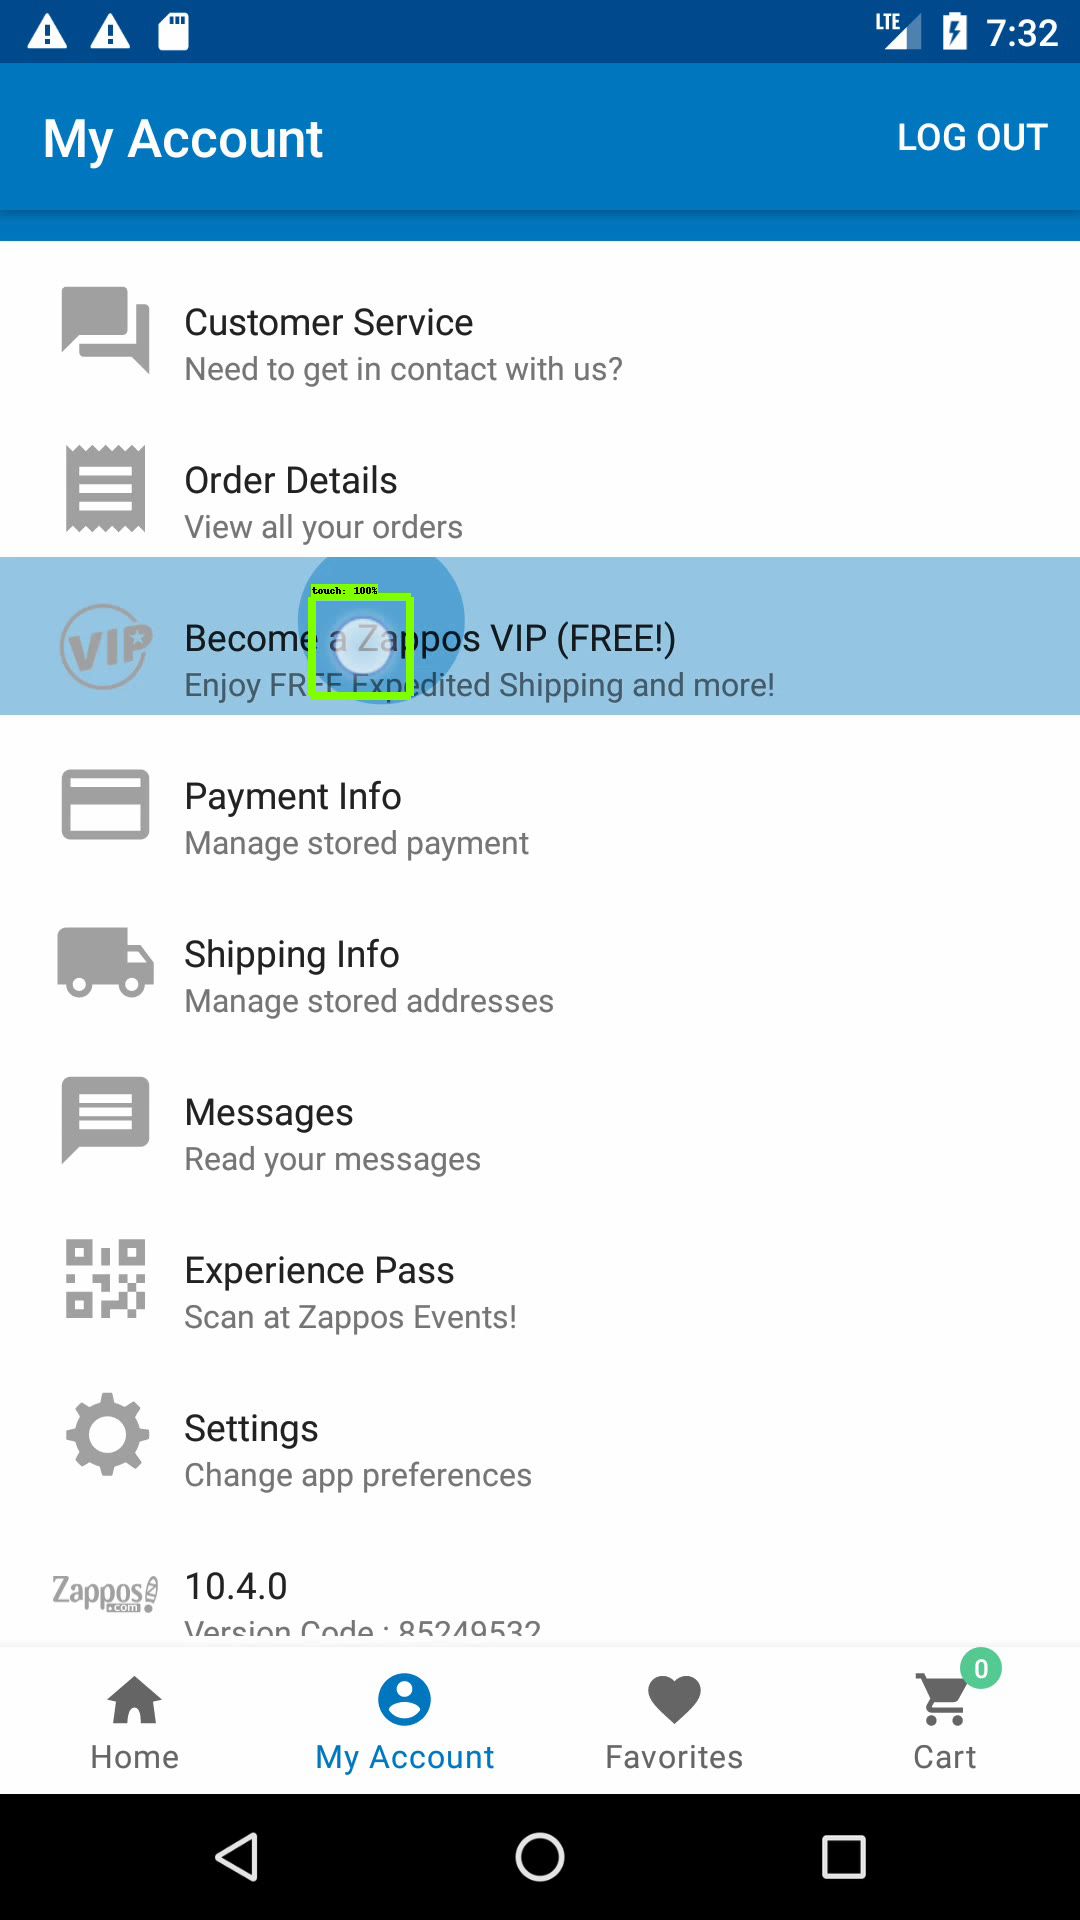 LTE 7:32
My Account LOG OUT
Customer Service
Need to get in contact with us?
Order Details
View all your orders
touch: 100%
VIP
Become a Zappos VIP (FREE!)
Enjoy FREE Expedited Shipping and more!
Payment Info
Manage stored payment
Shipping Info
Manage stored addresses
Messages
Read your messages
Experience Pass
Scan at Zappos Events!
Settings
Change app preferences
Zappos .com
10.4.0
Version Code : 85249532
0
Home My Account Favorites Cart